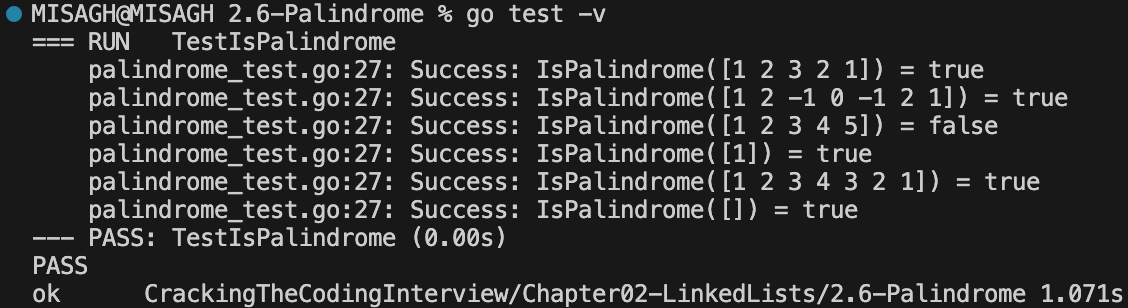 MISAGH@MISAGH 2.6-Palindrome % go test -v
=== RUN   TestIsPalindrome
    palindrome_test.go:27: Success: IsPalindrome([1 2 3 2 1]) = true
    palindrome_test.go:27: Success: IsPalindrome([1 2 -1 0 -1 2 1]) = true
    palindrome_test.go:27: Success: IsPalindrome([1 2 3 4 5]) = false
    palindrome_test.go:27: Success: IsPalindrome([1]) = true
    palindrome_test.go:27: Success: IsPalindrome([1 2 3 4 3 2 1]) = true
    palindrome_test.go:27: Success: IsPalindrome([]) = true
--- PASS: TestIsPalindrome (0.00s)
PASS
ok      CrackingTheCodingInterview/Chapter02-LinkedLists/2.6-Palindrome 1.071s